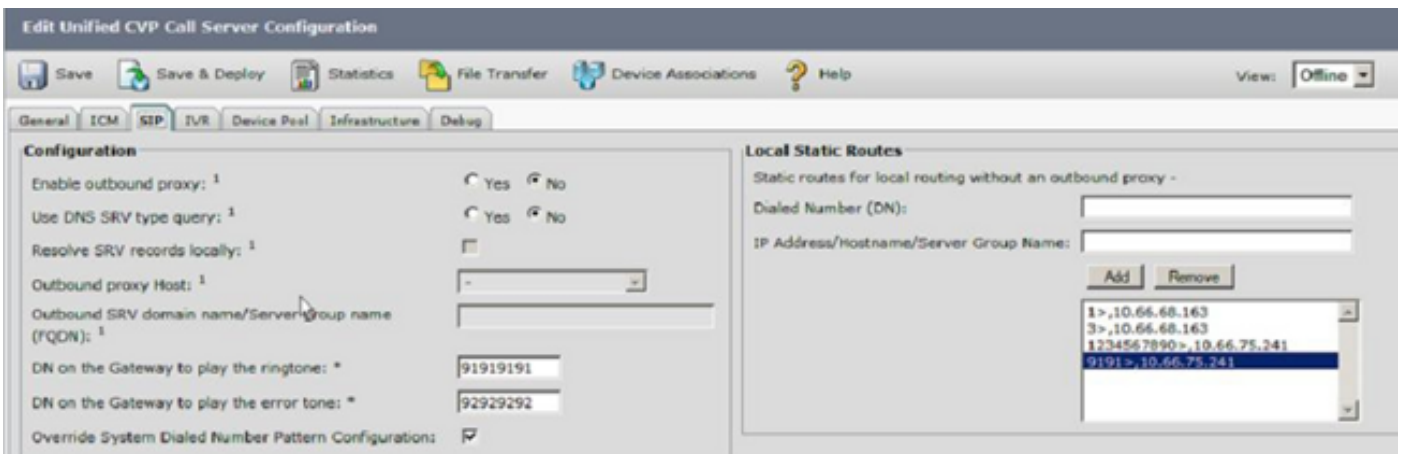 Edit Unified CVP Call Server Configuration
Save Save & Deploy Statistics File Transfer Device Associations Help View: Offline
General ICM SIP IVR Device Pool Infrastructure Debug
Configuration
Enable outbound proxy: 1 Yes No
Use DNS SRV type query: 1 Yes No
Resolve SRV records locally: 1
Outbound proxy Host: 1 -
Outbound SRV domain name/Server group name
(FQDN): 1
DN on the Gateway to play the ringtone: * 91919191
DN on the Gateway to play the error tone: * 92929292
Override System Dialed Number Pattern Configuration:
Local Static Routes
Static routes for local routing without an outbound proxy -
Dialed Number (DN):
IP Address/Hostname/Server Group Name:
Add Remove
1>,10.66.68.163
3>,10.66.68.163
1234567890>,10.66.75.241
9191>,10.66.75.241